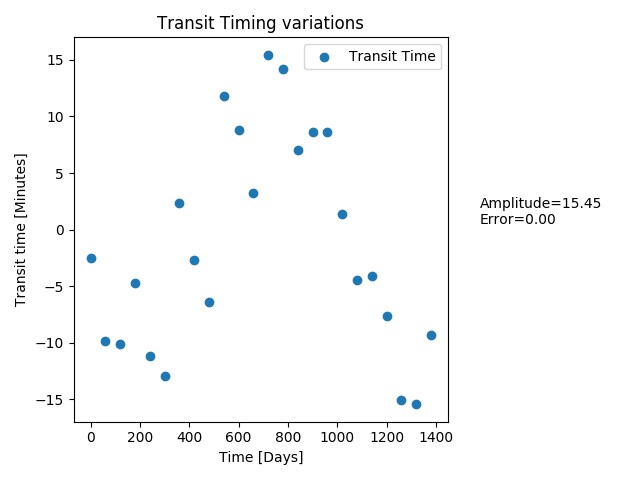 Transit Timing variations
Transit Time
Transit time [Minutes]
15
10
5
0
−5
−10
−15
0
200
400
600
800
1000
1200
1400
Time [Days]
Amplitude=15.45
Error=0.00